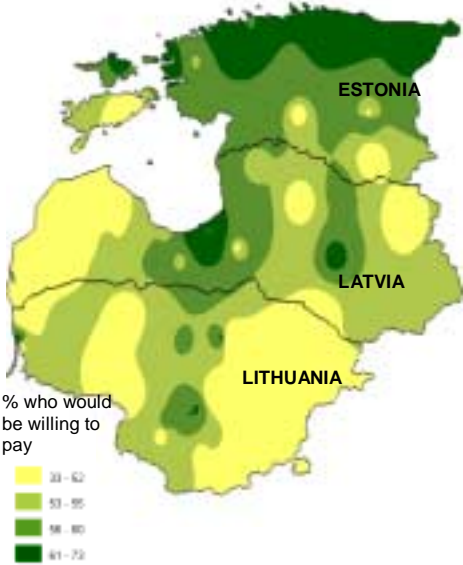 ESTONIA
LATVIA
LITHUANIA
% who would
be willing to
pay
33 - 52
53 - 55
56 - 60
61 - 73